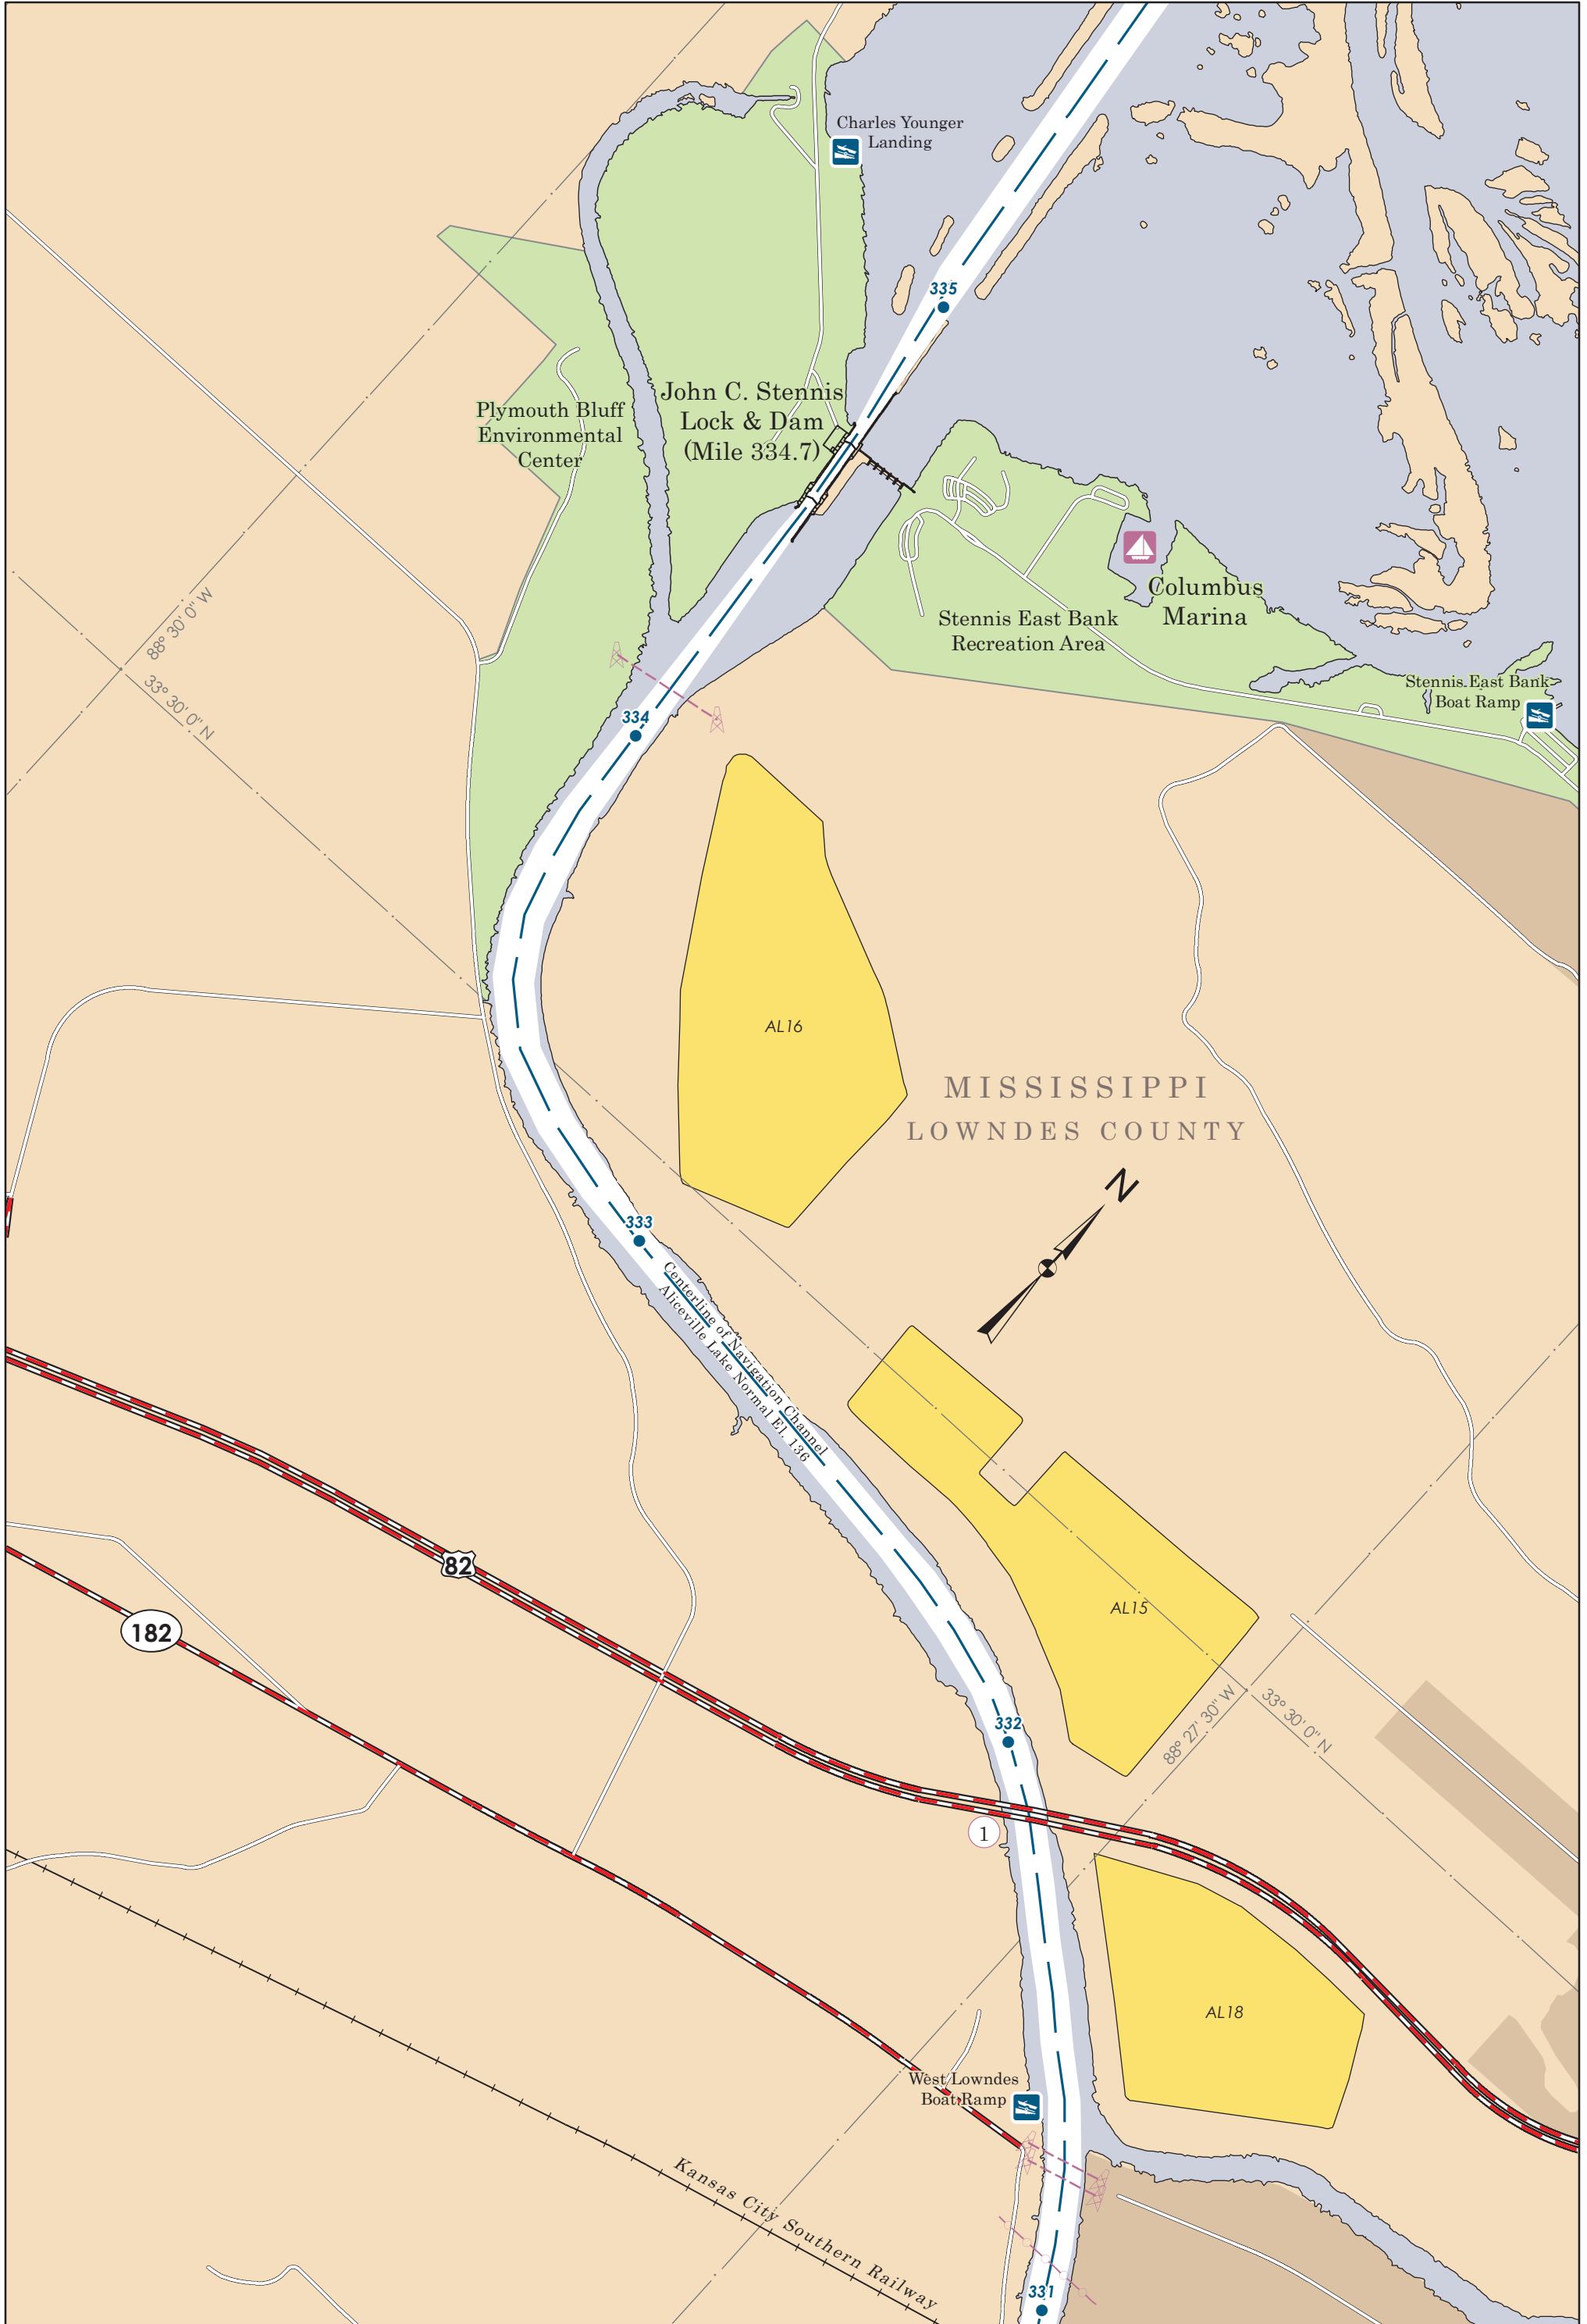 Charles Younger
Landing
335
John C. Stennis
Lock & Dam
(Mile 334.7)
Plymouth Bluff
Environmental
Center
Columbus
Marina
Stennis East Bank
Recreation Area
Stennis East Bank
Boat Ramp
88° 30' 0" W
33° 30' 0" N
334
AL16
MISSISSIPPI
LOWNDES COUNTY
N
333
Centerline of Navigation Channel
Aliceville Lake Normal El. 136
82
182
AL15
332
88° 27' 30" W
33° 30' 0" N
1
AL18
West Lowndes
Boat Ramp
Kansas City Southern Railway
331